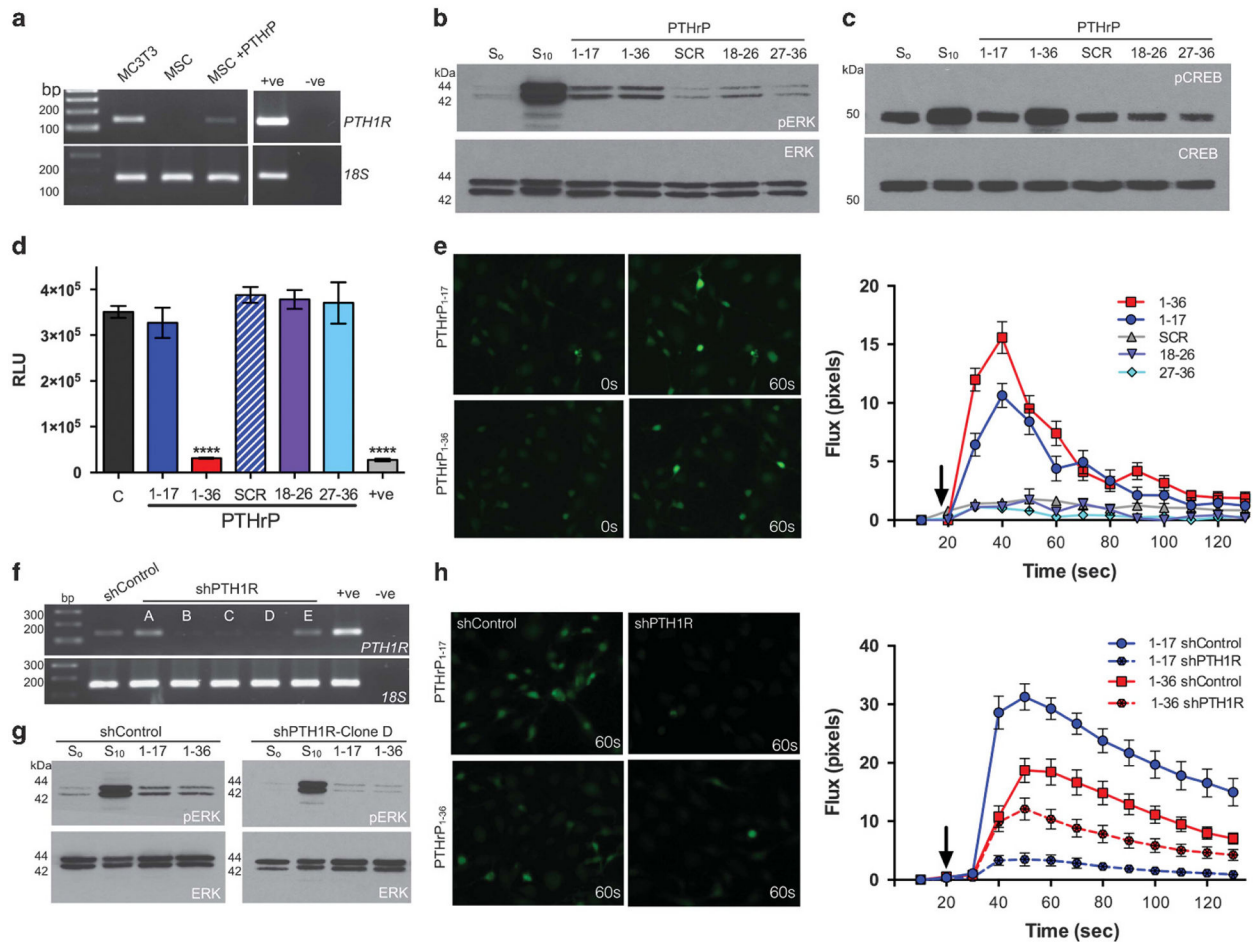 a
bp
MC3T3
MSC
MSC +PTHrP
+ve
-ve
200
100
PTH1R
200
100
18S
b
PTHrP
S₀ S₁₀ 1-17 1-36 SCR 18-26 27-36
kDa
44
42
pERK
ERK
44
42
c
PTHrP
S₀ S₁₀ 1-17 1-36 SCR 18-26 27-36
kDa
pCREB
50
CREB
50
d
RLU
4×10⁵
3×10⁵
1×10⁵
0
****
****
C 1-17 1-36 SCR 18-26 27-36 +ve
PTHrP
e
PTHrP₁₋₁₇
0s
60s
PTHrP₁₋₃₆
0s
60s
Flux (pixels)
20
15
10
5
0
1-36
1-17
SCR
18-26
27-36
20 40 60 80 100 120
Time (sec)
f
bp
shControl
shPTH1R
+ve
-ve
300
200
A B C D E
PTH1R
300
200
18S
g
shControl
S₀ S₁₀ 1-17 1-36
kDa
44
42
pERK
44
42
ERK
shPTH1R-Clone D
S₀ S₁₀ 1-17 1-36
44
42
pERK
44
42
ERK
h
PTHrP₁₋₁₇
shControl
60s
shPTH1R
60s
PTHrP₁₋₃₆
60s
60s
Flux (pixels)
40
30
20
10
0
1-17 shControl
1-17 shPTH1R
1-36 shControl
1-36 shPTH1R
20 40 60 80 100 120
Time (sec)